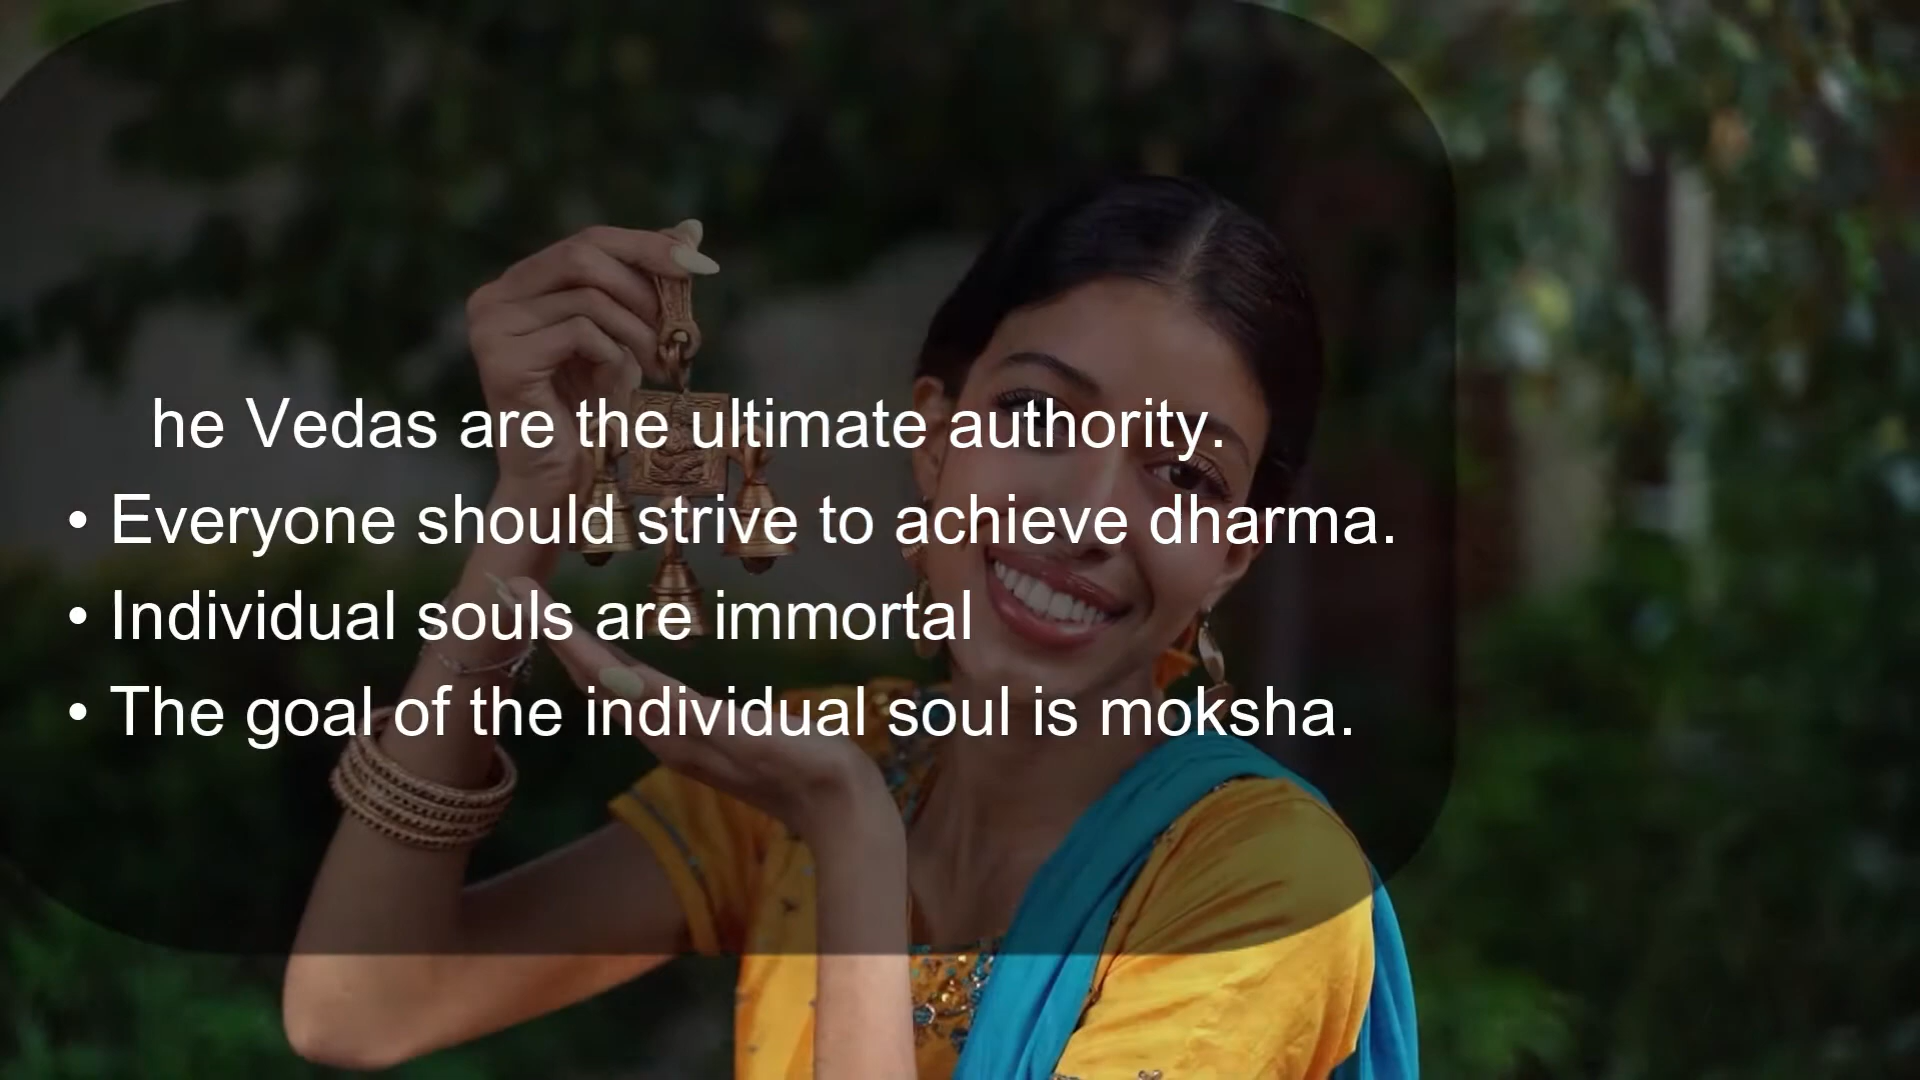 he Vedas are the ultimate authority.
• Everyone should strive to achieve dharma.
• Individual souls are immortal
• The goal of the individual soul is moksha.